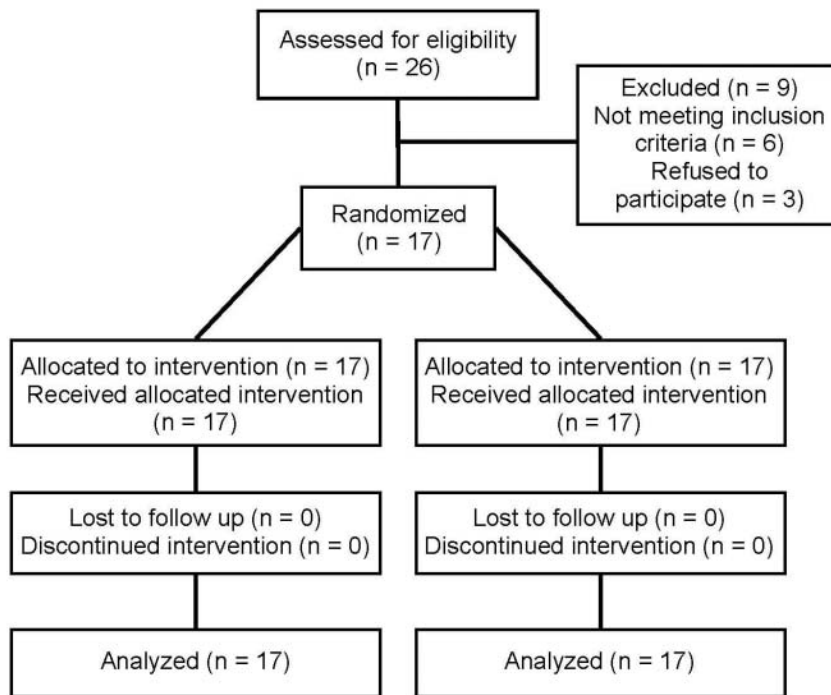 Assessed for eligibility
(n = 26)
Excluded (n = 9)
Not meeting inclusion
criteria (n = 6)
Refused to
participate (n = 3)
Randomized
(n = 17)
Allocated to intervention (n = 17)
Received allocated intervention
(n = 17)
Allocated to intervention (n = 17)
Received allocated intervention
(n = 17)
Lost to follow up (n = 0)
Discontinued intervention (n = 0)
Lost to follow up (n = 0)
Discontinued intervention (n = 0)
Analyzed (n = 17)
Analyzed (n = 17)